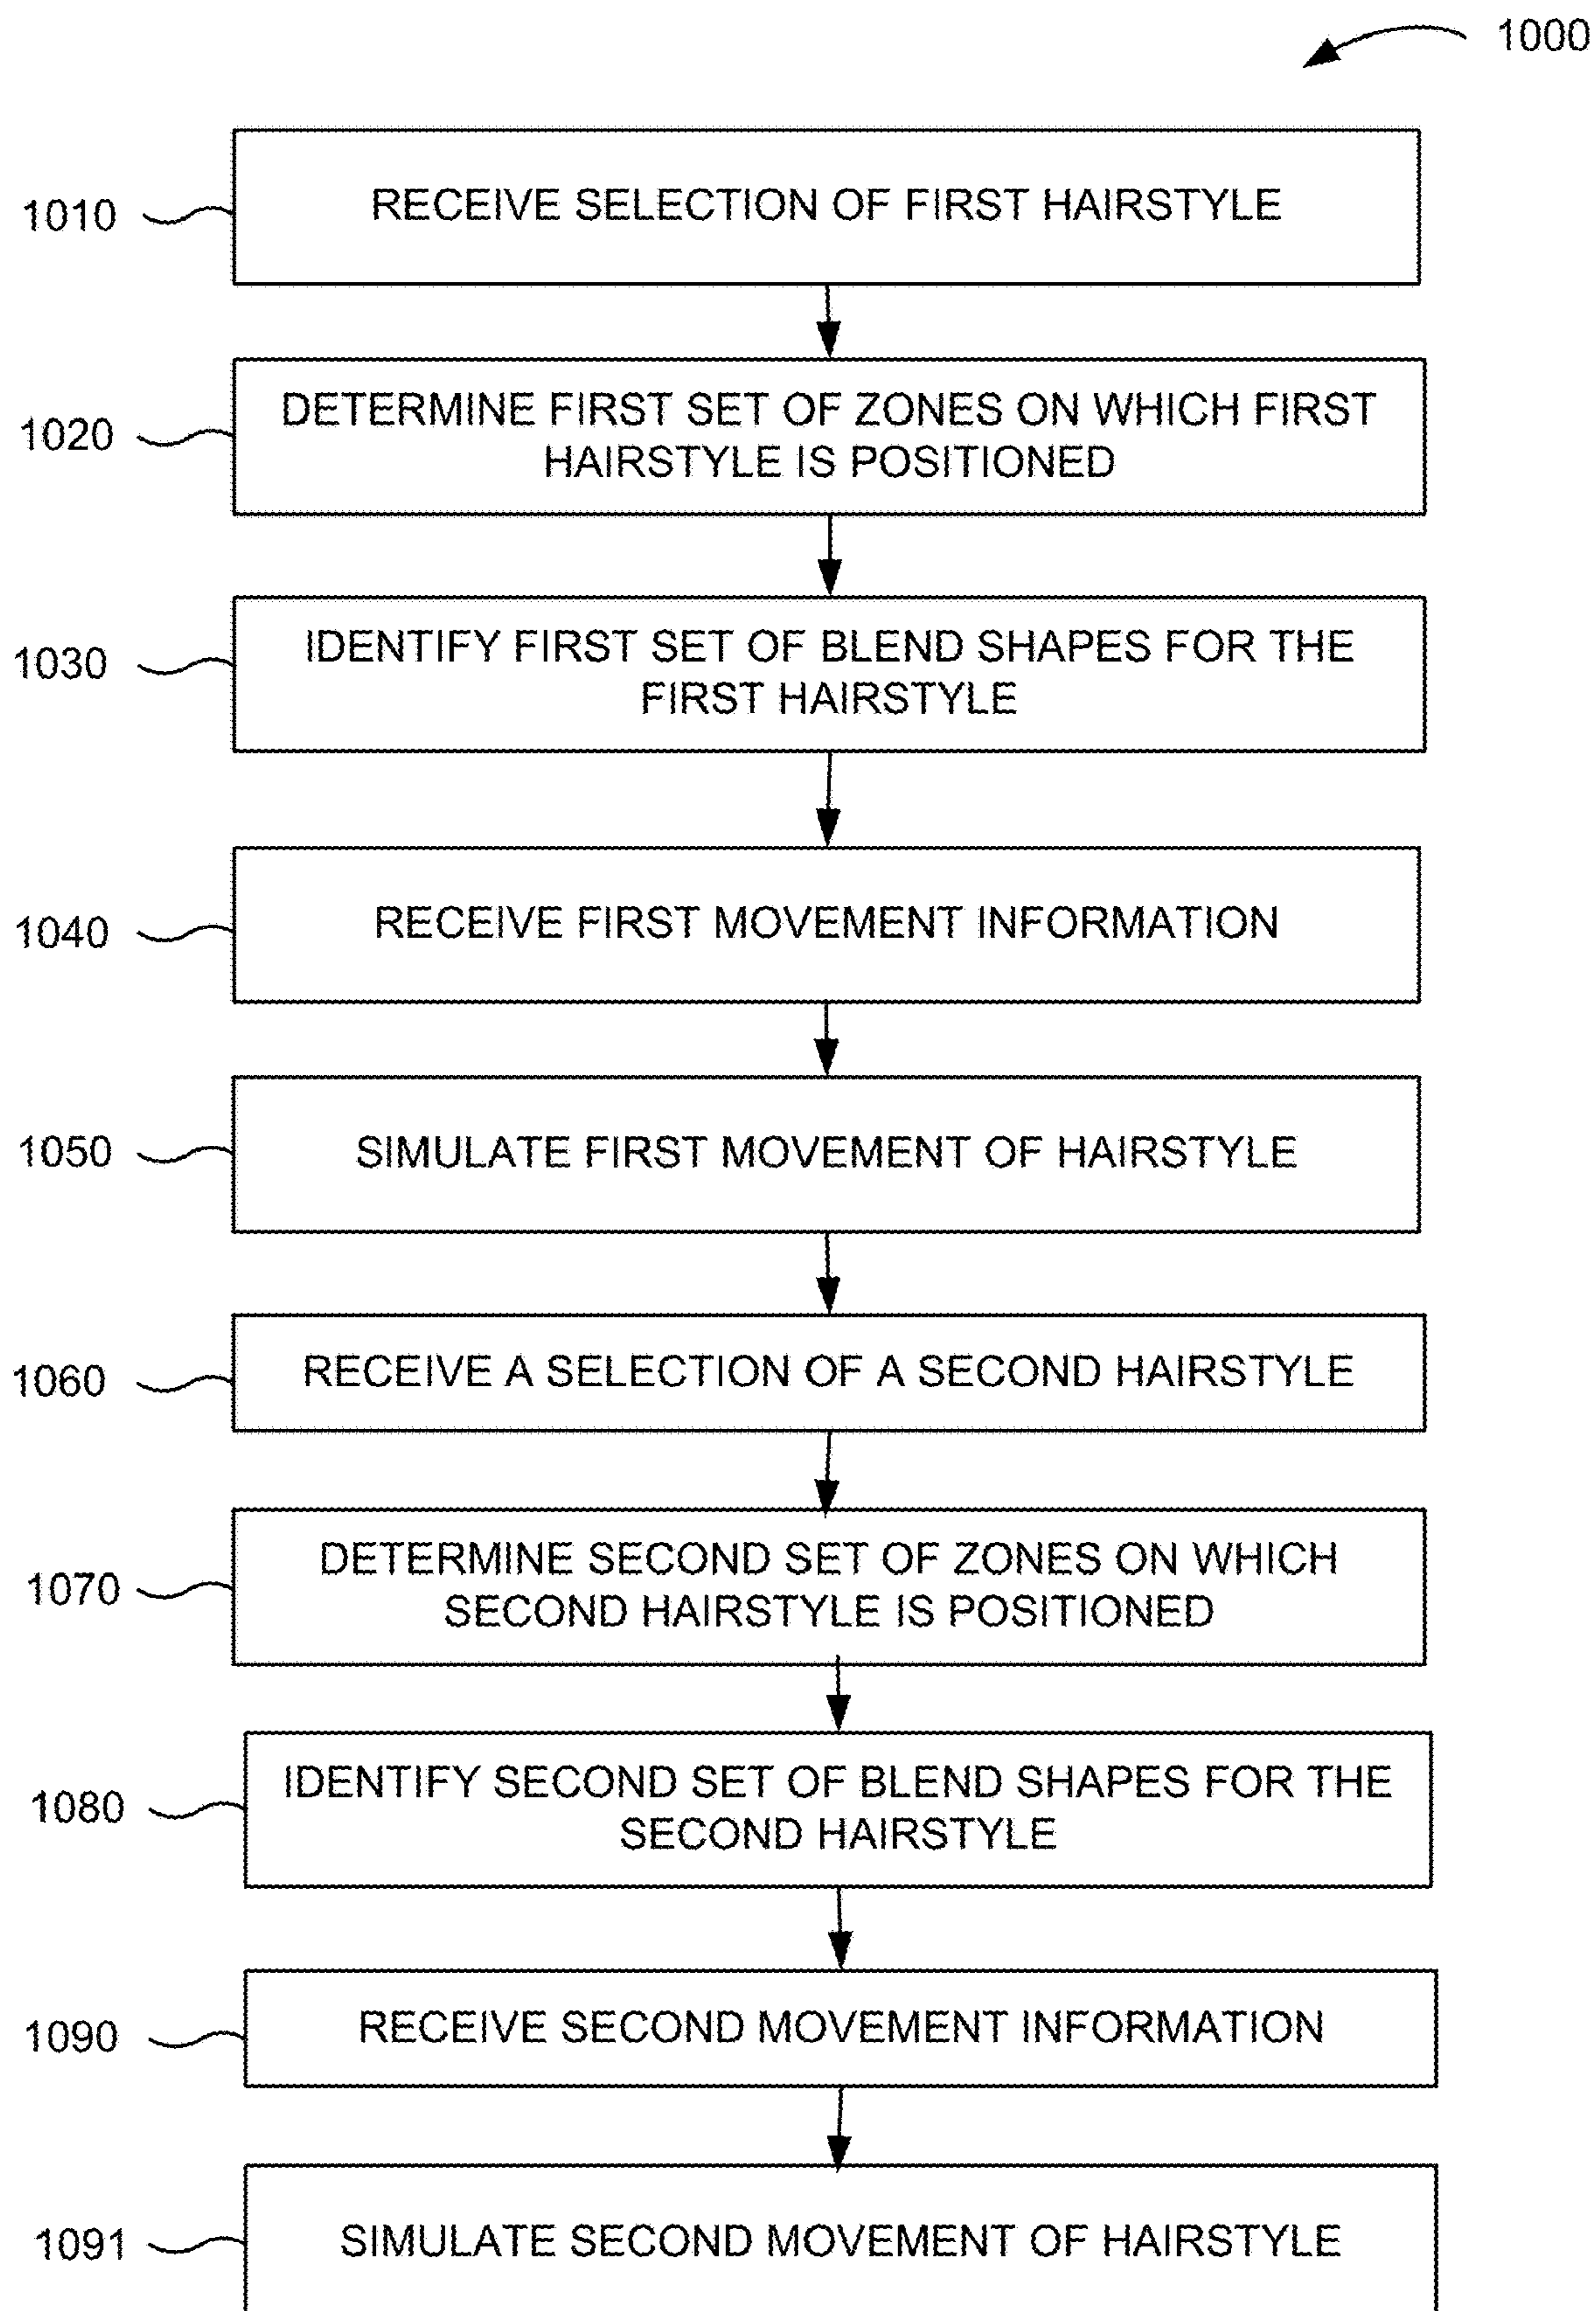 1000
1010
RECEIVE SELECTION OF FIRST HAIRSTYLE
1020
DETERMINE FIRST SET OF ZONES ON WHICH FIRST
HAIRSTYLE IS POSITIONED
1030
IDENTIFY FIRST SET OF BLEND SHAPES FOR THE
FIRST HAIRSTYLE
1040
RECEIVE FIRST MOVEMENT INFORMATION
1050
SIMULATE FIRST MOVEMENT OF HAIRSTYLE
1060
RECEIVE A SELECTION OF A SECOND HAIRSTYLE
1070
DETERMINE SECOND SET OF ZONES ON WHICH
SECOND HAIRSTYLE IS POSITIONED
1080
IDENTIFY SECOND SET OF BLEND SHAPES FOR THE
SECOND HAIRSTYLE
1090
RECEIVE SECOND MOVEMENT INFORMATION
1091
SIMULATE SECOND MOVEMENT OF HAIRSTYLE